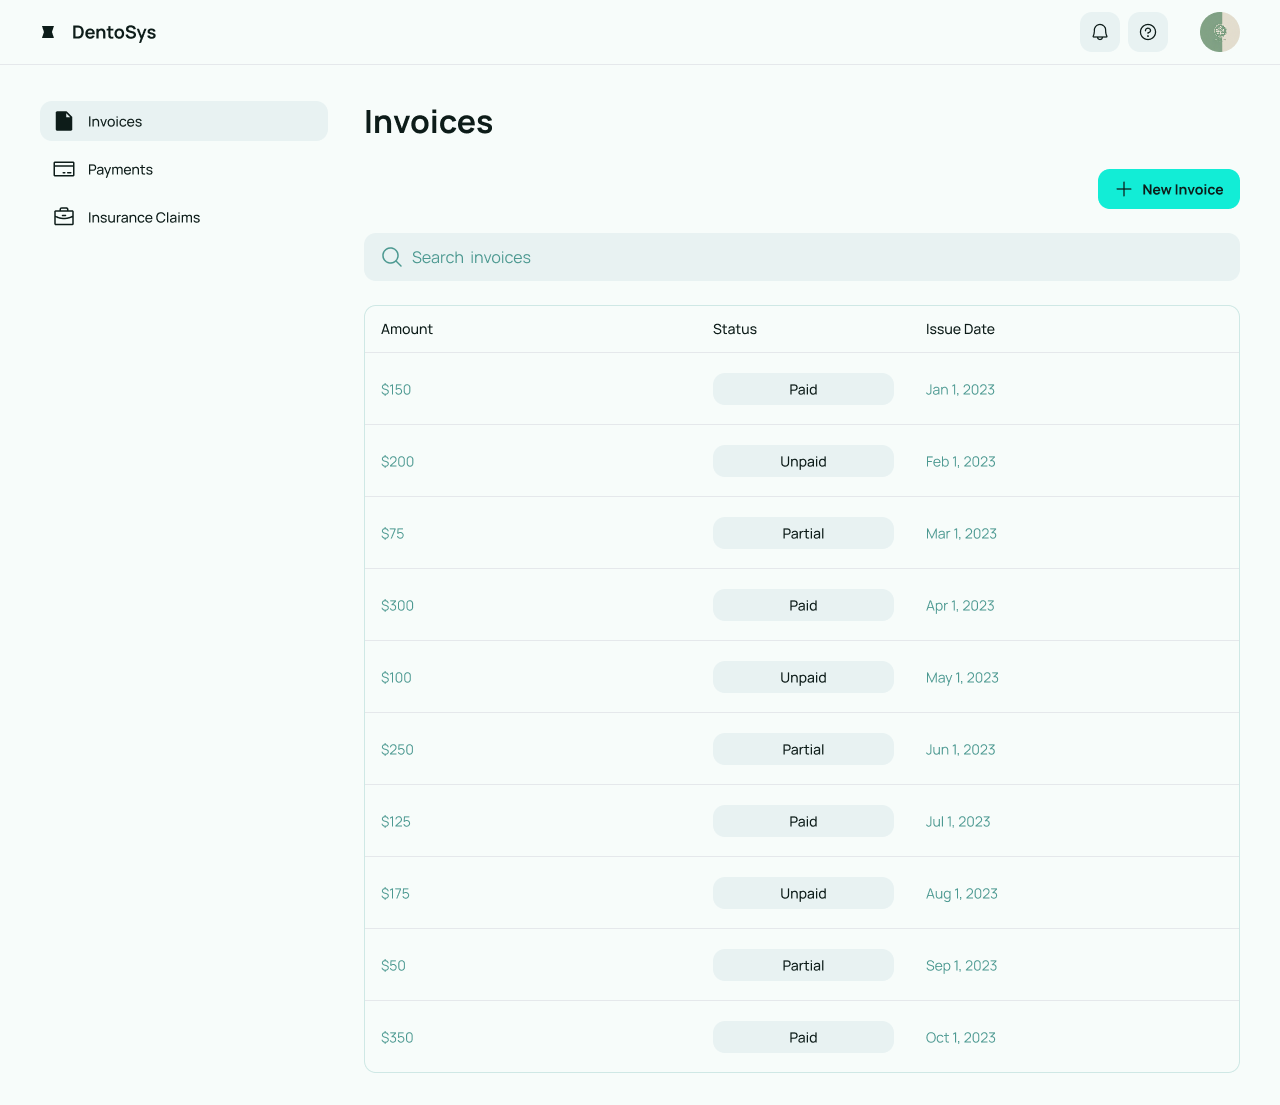 DentoSys
Invoices
Payments
Insurance Claims
Invoices
New Invoice
Search invoices
Amount Status Issue Date
$150 Paid Jan 1, 2023
$200 Unpaid Feb 1, 2023
$75 Partial Mar 1, 2023
$300 Paid Apr 1, 2023
$100 Unpaid May 1, 2023
$250 Partial Jun 1, 2023
$125 Paid Jul 1, 2023
$175 Unpaid Aug 1, 2023
$50 Partial Sep 1, 2023
$350 Paid Oct 1, 2023